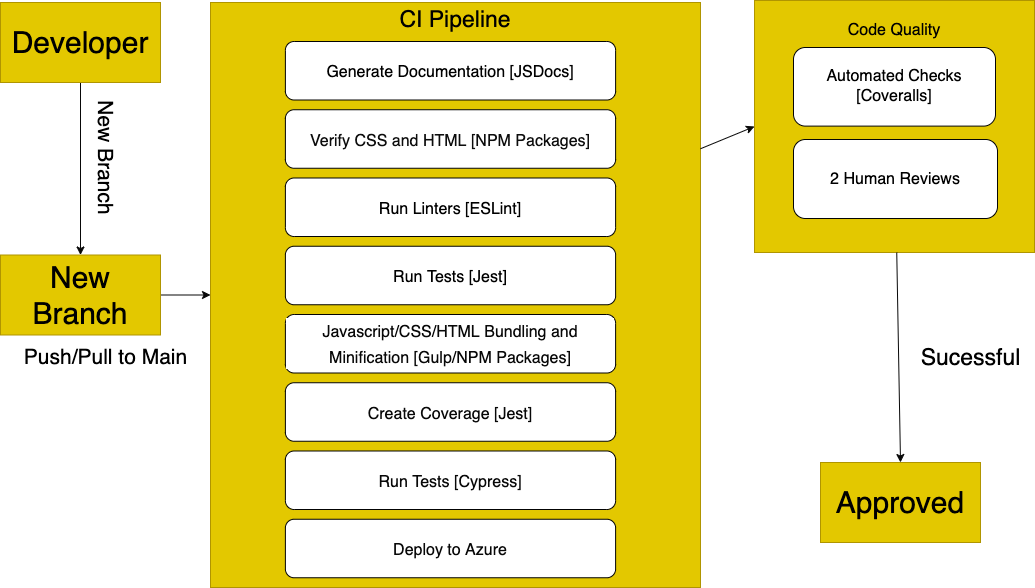 Developer
New Branch
New
Branch
Push/Pull to Main
CI Pipeline
Generate Documentation [JSDocs]
Verify CSS and HTML [NPM Packages]
Run Linters [ESLint]
Run Tests [Jest]
Javascript/CSS/HTML Bundling and
Minification [Gulp/NPM Packages]
Create Coverage [Jest]
Run Tests [Cypress]
Deploy to Azure
Code Quality
Automated Checks
[Coveralls]
2 Human Reviews
Sucessful
Approved